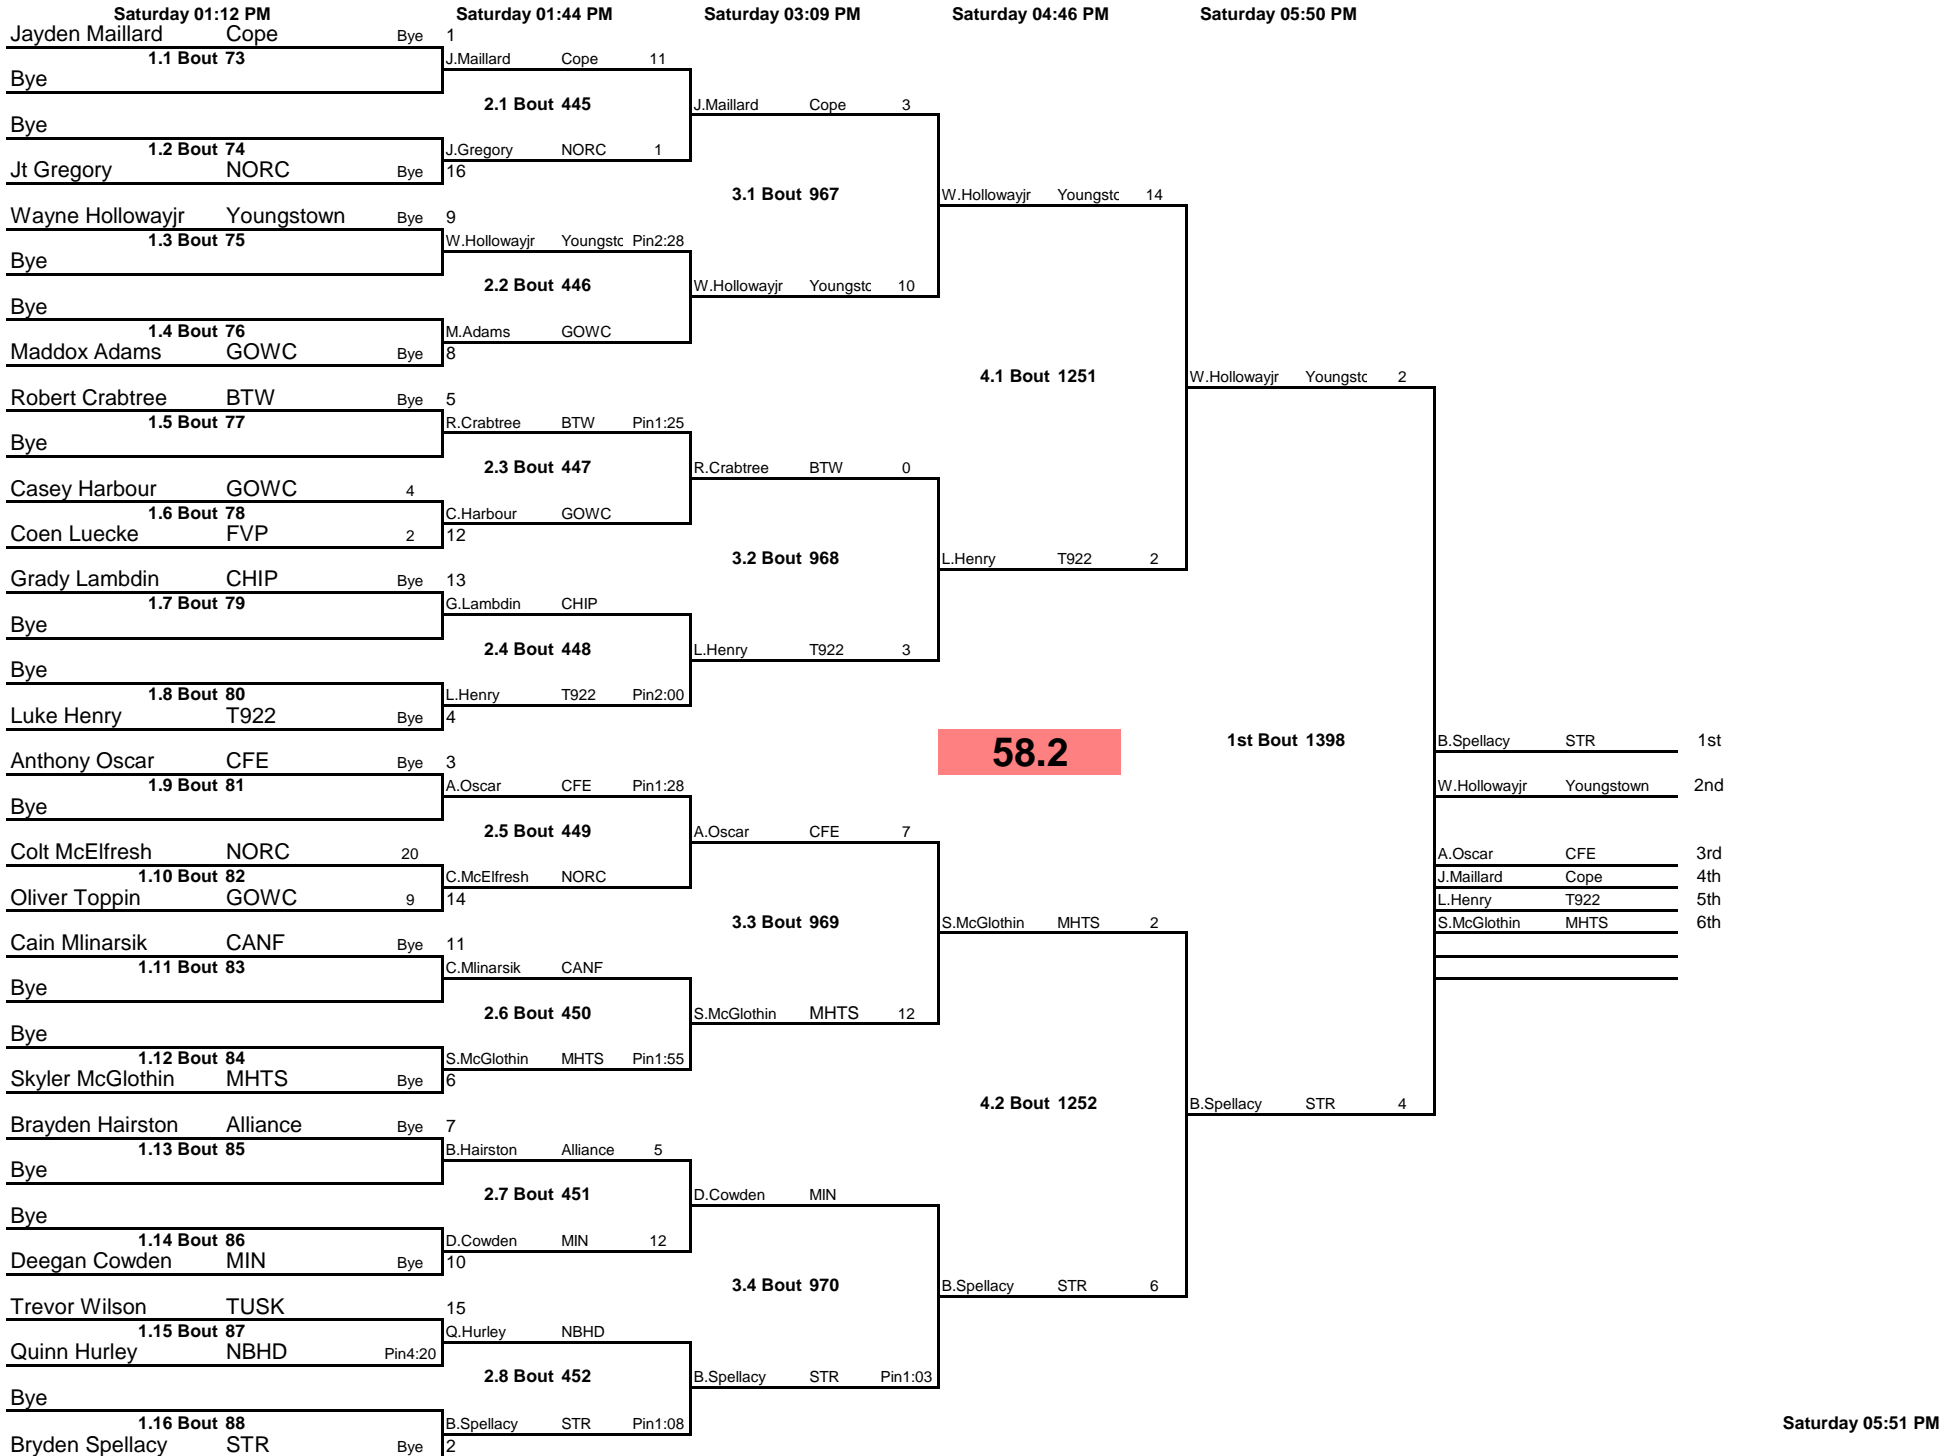 Saturday 01:12 PM Saturday 01:44 PM Saturday 03:09 PM Saturday 04:46 PM Saturday 05:50 PM
Jayden Maillard Cope Bye 1
1.1 Bout 73 J.Maillard Cope 11
Bye
2.1 Bout 445 J.Maillard Cope 3
Bye
1.2 Bout 74 J.Gregory NORC 1
Jt Gregory NORC Bye 16
3.1 Bout 967 W.Hollowayjr Youngstc 14
Wayne Hollowayjr Youngstown Bye 9
1.3 Bout 75 W.Hollowayjr Youngstc Pin2:28
Bye
2.2 Bout 446 W.Hollowayjr Youngstc 10
Bye
1.4 Bout 76 M.Adams GOWC
Maddox Adams GOWC Bye 8
4.1 Bout 1251 W.Hollowayjr Youngstc 2
Robert Crabtree BTW Bye 5
1.5 Bout 77 R.Crabtree BTW Pin1:25
Bye
2.3 Bout 447 R.Crabtree BTW 0
Casey Harbour GOWC 4
1.6 Bout 78 C.Harbour GOWC
Coen Luecke FVP 2 12
3.2 Bout 968 L.Henry T922 2
Grady Lambdin CHIP Bye 13
1.7 Bout 79 G.Lambdin CHIP
Bye
2.4 Bout 448 L.Henry T922 3
Bye
1.8 Bout 80 L.Henry T922 Pin2:00
Luke Henry T922 Bye 4
58.2 1st Bout 1398 B.Spellacy STR 1st
Anthony Oscar CFE Bye 3
1.9 Bout 81 A.Oscar CFE Pin1:28 W.Hollowayjr Youngstown 2nd
Bye
2.5 Bout 449 A.Oscar CFE 7
Colt McElfresh NORC 20 A.Oscar CFE 3rd
1.10 Bout 82 C.McElfresh NORC J.Maillard Cope 4th
Oliver Toppin GOWC 9 14 L.Henry T922 5th
3.3 Bout 969 S.McGlothin MHTS 2 S.McGlothin MHTS 6th
Cain Mlinarsik CANF Bye 11
1.11 Bout 83 C.Mlinarsik CANF
Bye
2.6 Bout 450 S.McGlothin MHTS 12
Bye
1.12 Bout 84 S.McGlothin MHTS Pin1:55
Skyler McGlothin MHTS Bye 6
4.2 Bout 1252 B.Spellacy STR 4
Brayden Hairston Alliance Bye 7
1.13 Bout 85 B.Hairston Alliance 5
Bye
2.7 Bout 451 D.Cowden MIN
Bye
1.14 Bout 86 D.Cowden MIN 12
Deegan Cowden MIN Bye 10
3.4 Bout 970 B.Spellacy STR 6
Trevor Wilson TUSK 15
1.15 Bout 87 Q.Hurley NBHD
Quinn Hurley NBHD Pin4:20
2.8 Bout 452 B.Spellacy STR Pin1:03
Bye
1.16 Bout 88 B.Spellacy STR Pin1:08 Saturday 05:51 PM
Bryden Spellacy STR Bye 2